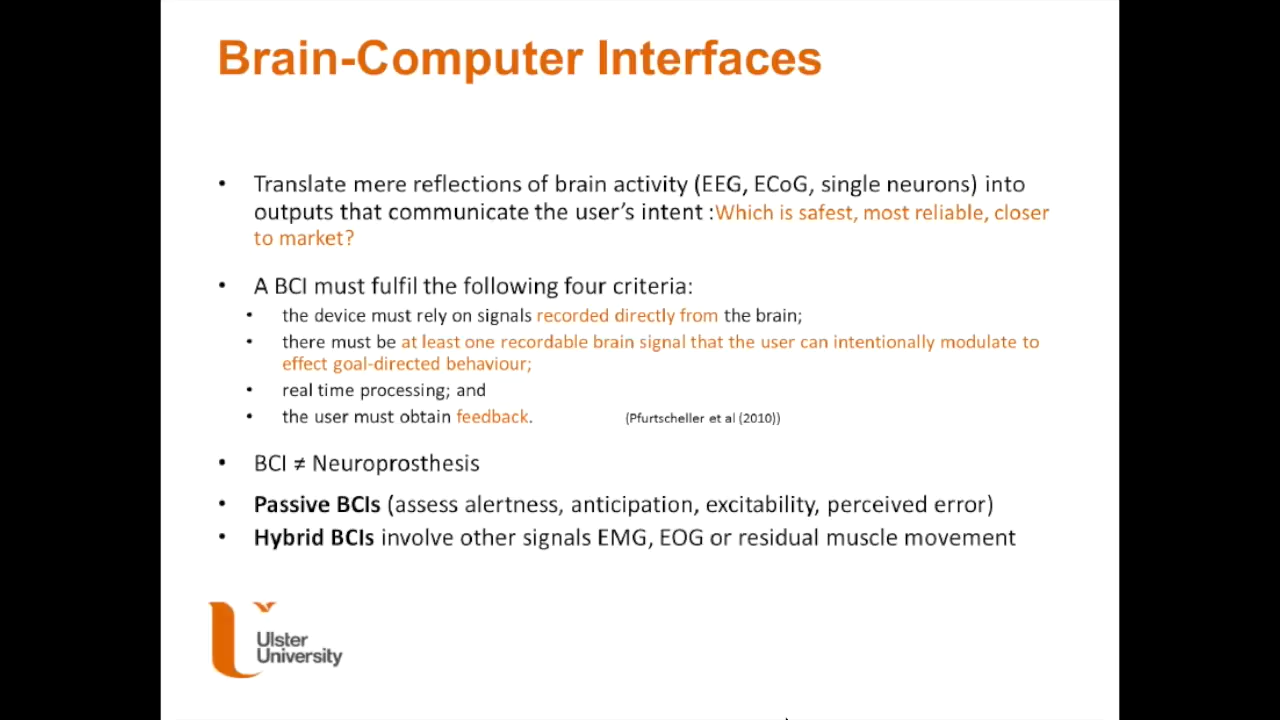 Brain-Computer Interfaces
• Translate mere reflections of brain activity (EEG, ECoG, single neurons) into
outputs that communicate the user's intent :Which is safest, most reliable, closer
to market?
• A BCI must fulfil the following four criteria:
• the device must rely on signals recorded directly from the brain;
• there must be at least one recordable brain signal that the user can intentionally modulate to
effect goal-directed behaviour;
• real time processing; and
• the user must obtain feedback. (Pfurtscheller et al (2010))
• BCI ≠ Neuroprosthesis
• Passive BCIs (assess alertness, anticipation, excitability, perceived error)
• Hybrid BCIs involve other signals EMG, EOG or residual muscle movement
Ulster
University